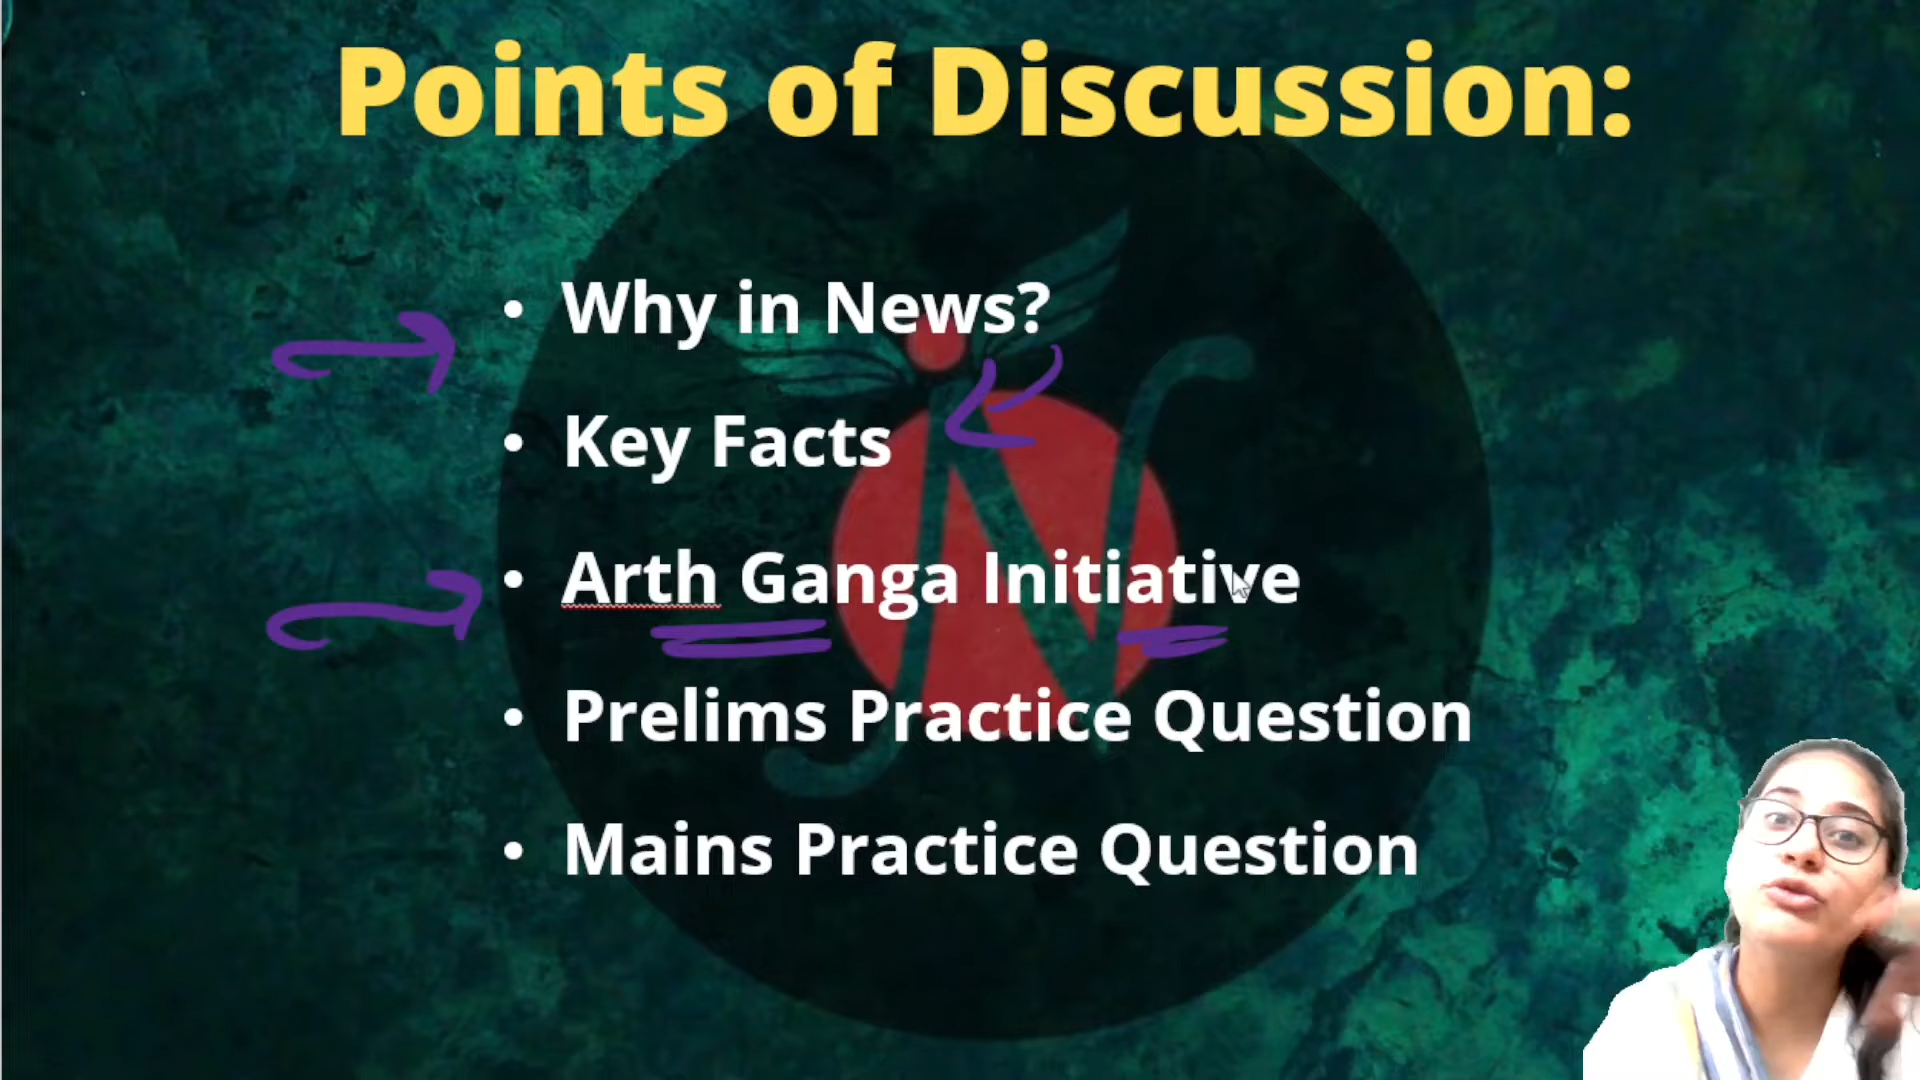 Points of Discussion:
• Why in News?
• Key Facts
• Arth Ganga Initiative
• Prelims Practice Question
• Mains Practice Question